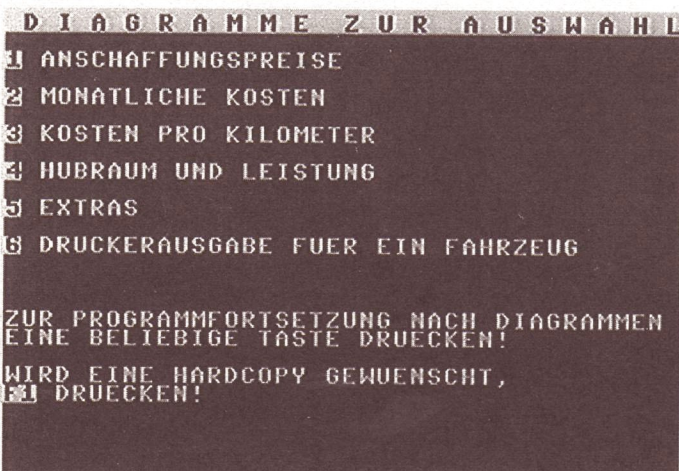 DIAGRAMME ZUR AUSWAHL
1 ANSCHAFFUNGSPREISE
2 MONATLICHE KOSTEN
3 KOSTEN PRO KILOMETER
4 HUBRAUM UND LEISTUNG
5 EXTRAS
6 DRUCKERAUSGABE FUER EIN FAHRZEUG
ZUR PROGRAMMFORTSETZUNG NACH DIAGRAMMEN
EINE BELIEBIGE TASTE DRUECKEN!
WIRD EINE HARDCOPY GEWUENSCHT,
F1 DRUECKEN!